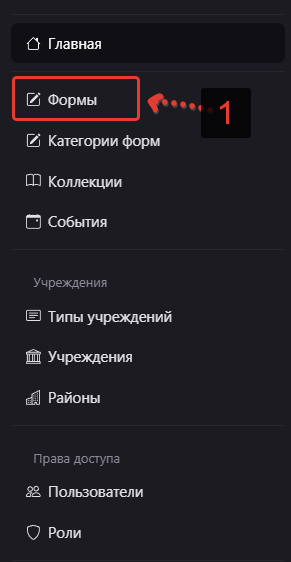 Главная
Формы
1
Категории форм
Коллекции
События
Учреждения
Типы учреждений
Учреждения
Районы
Права доступа
Пользователи
Роли